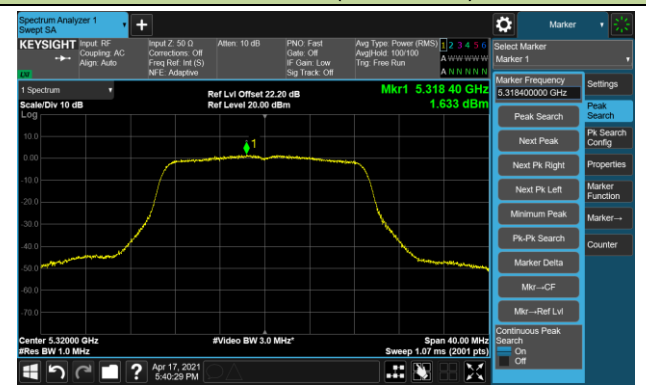 Spectrum Analyzer 1
Swept SA
+
Marker
KEYSIGHT
Input: RF
Coupling: AC
Align: Auto
Input Z: 50 Ω
Corrections: Off
Freq Ref: Int (S)
NFE: Adaptive
Atten: 10 dB
PNO: Fast
Gate: Off
IF Gain: Low
Sig Track: Off
Avg Type: Power (RMS)
Avg|Hold: 100/100
Trig: Free Run
1 2 3 4 5 6
A W W W W W
A N N N N N
Select Marker
Marker 1
LXI
1 Spectrum
Scale/Div 10 dB
Log
Ref Lvl Offset 22.20 dB
Ref Level 20.00 dBm
Mkr1 5.318 40 GHz
1.633 dBm
10.0
0.00
-10.0
-20.0
-30.0
-40.0
-50.0
-60.0
-70.0
1
Center 5.32000 GHz
#Res BW 1.0 MHz
#Video BW 3.0 MHz*
Span 40.00 MHz
Sweep 1.07 ms (2001 pts)
Marker Frequency
5.318400000 GHz
Peak Search
Next Peak
Next Pk Right
Next Pk Left
Minimum Peak
Pk-Pk Search
Marker Delta
Mkr→CF
Mkr→Ref Lvl
Continuous Peak
Search
On
Off
Settings
Peak
Search
Pk Search
Config
Properties
Marker
Function
Marker→
Counter
?
Apr 17, 2021
5:40:29 PM